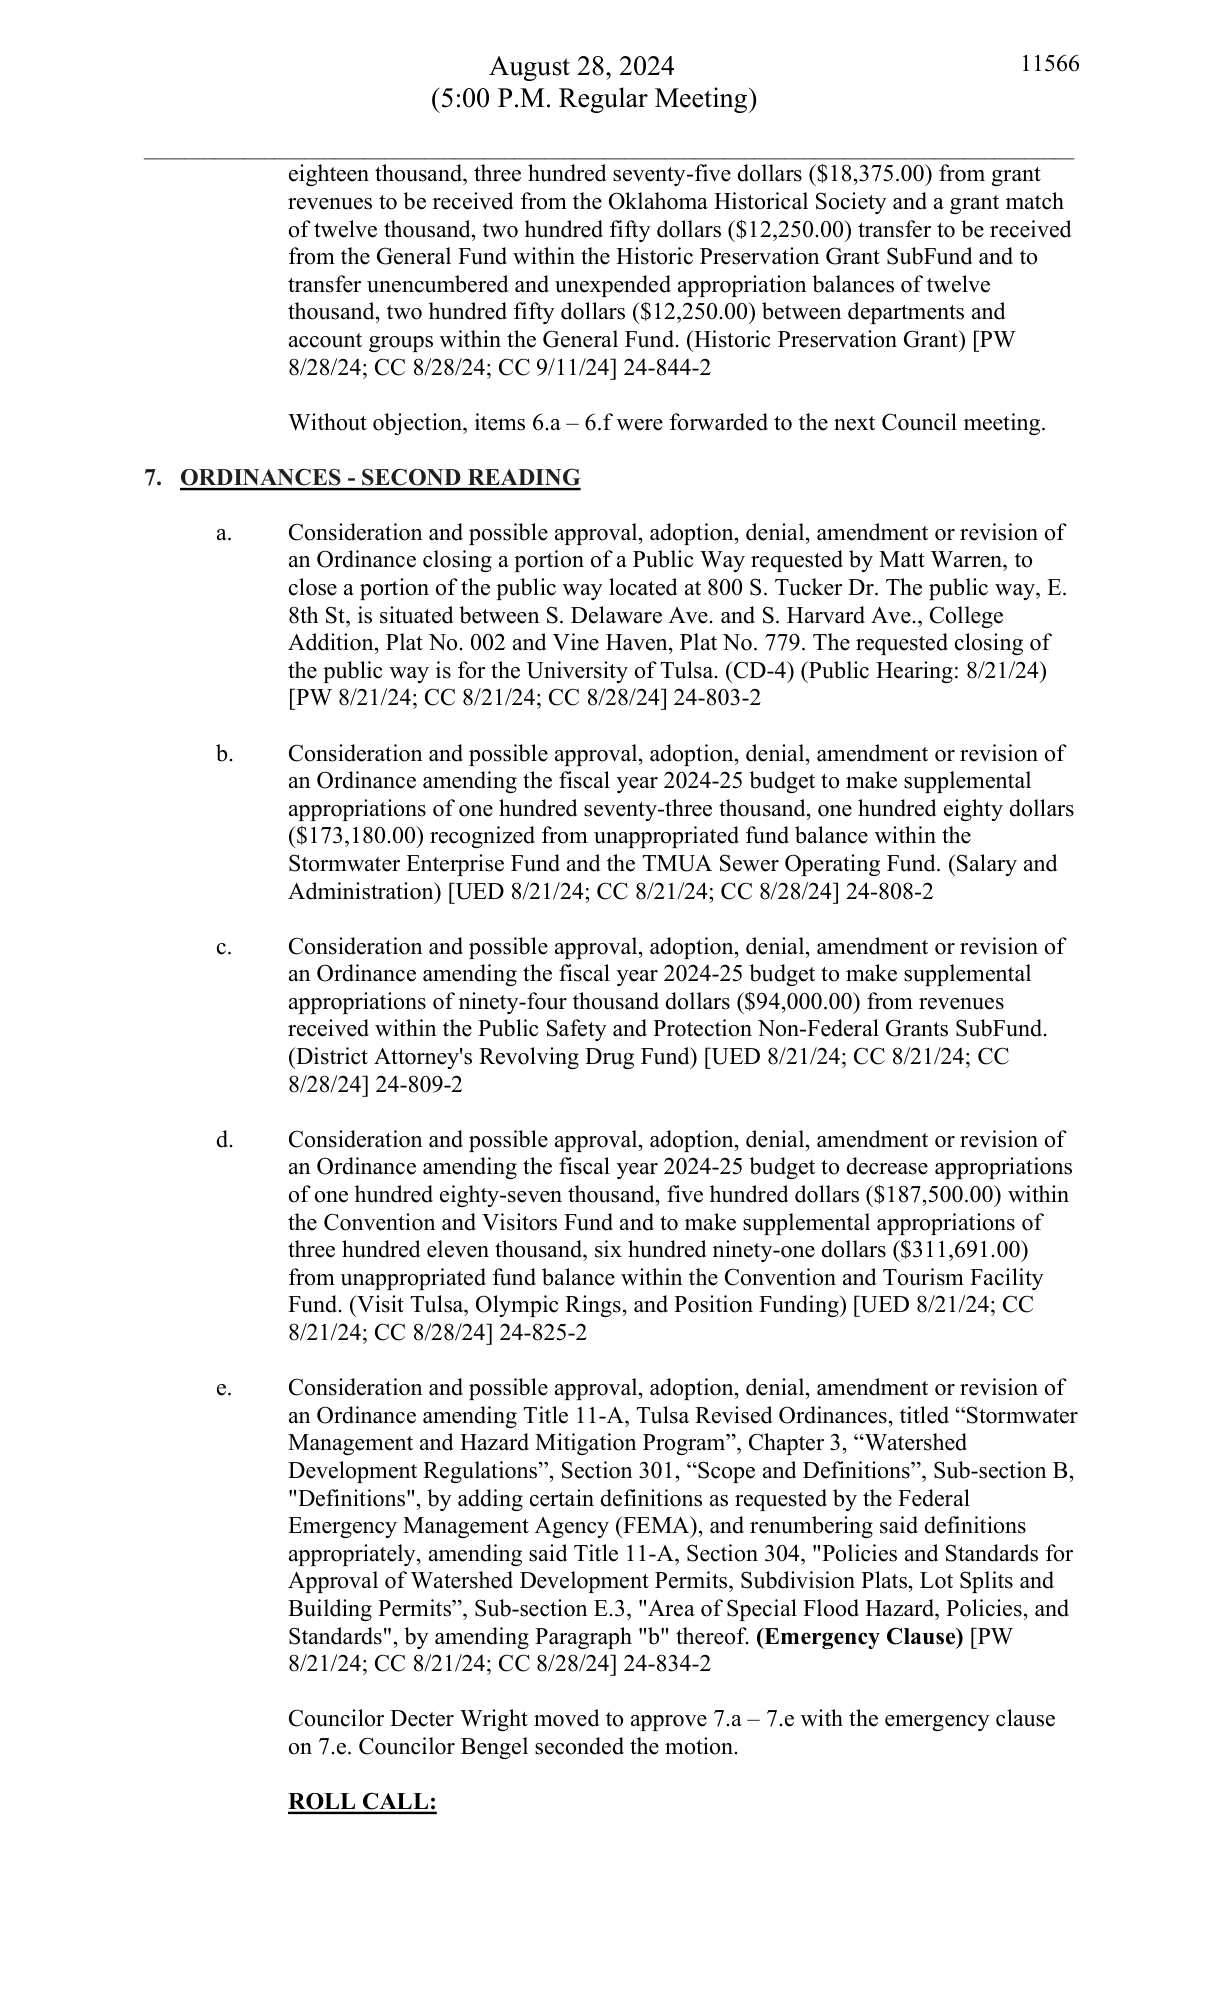 August 28, 2024
11566
(5:00 P.M. Regular Meeting)
eighteen thousand, three hundred seventy-five dollars ($18,375.00) from grant
revenues to be received from the Oklahoma Historical Society and a grant match
of twelve thousand, two hundred fifty dollars ($12,250.00) transfer to be received
from the General Fund within the Historic Preservation Grant SubFund and to
transfer unencumbered and unexpended appropriation balances of twelve
thousand, two hundred fifty dollars ($12,250.00) between departments and
account groups within the General Fund. (Historic Preservation Grant) [PW
8/28/24; CC 8/28/24; CC 9/11/24] 24-844-2
Without objection, items 6.a – 6.f were forwarded to the next Council meeting.
7. ORDINANCES - SECOND READING
a. Consideration and possible approval, adoption, denial, amendment or revision of
an Ordinance closing a portion of a Public Way requested by Matt Warren, to
close a portion of the public way located at 800 S. Tucker Dr. The public way, E.
8th St, is situated between S. Delaware Ave. and S. Harvard Ave., College
Addition, Plat No. 002 and Vine Haven, Plat No. 779. The requested closing of
the public way is for the University of Tulsa. (CD-4) (Public Hearing: 8/21/24)
[PW 8/21/24; CC 8/21/24; CC 8/28/24] 24-803-2
b. Consideration and possible approval, adoption, denial, amendment or revision of
an Ordinance amending the fiscal year 2024-25 budget to make supplemental
appropriations of one hundred seventy-three thousand, one hundred eighty dollars
($173,180.00) recognized from unappropriated fund balance within the
Stormwater Enterprise Fund and the TMUA Sewer Operating Fund. (Salary and
Administration) [UED 8/21/24; CC 8/21/24; CC 8/28/24] 24-808-2
c. Consideration and possible approval, adoption, denial, amendment or revision of
an Ordinance amending the fiscal year 2024-25 budget to make supplemental
appropriations of ninety-four thousand dollars ($94,000.00) from revenues
received within the Public Safety and Protection Non-Federal Grants SubFund.
(District Attorney's Revolving Drug Fund) [UED 8/21/24; CC 8/21/24; CC
8/28/24] 24-809-2
d. Consideration and possible approval, adoption, denial, amendment or revision of
an Ordinance amending the fiscal year 2024-25 budget to decrease appropriations
of one hundred eighty-seven thousand, five hundred dollars ($187,500.00) within
the Convention and Visitors Fund and to make supplemental appropriations of
three hundred eleven thousand, six hundred ninety-one dollars ($311,691.00)
from unappropriated fund balance within the Convention and Tourism Facility
Fund. (Visit Tulsa, Olympic Rings, and Position Funding) [UED 8/21/24; CC
8/21/24; CC 8/28/24] 24-825-2
e. Consideration and possible approval, adoption, denial, amendment or revision of
an Ordinance amending Title 11-A, Tulsa Revised Ordinances, titled “Stormwater
Management and Hazard Mitigation Program”, Chapter 3, “Watershed
Development Regulations”, Section 301, “Scope and Definitions”, Sub-section B,
"Definitions", by adding certain definitions as requested by the Federal
Emergency Management Agency (FEMA), and renumbering said definitions
appropriately, amending said Title 11-A, Section 304, "Policies and Standards for
Approval of Watershed Development Permits, Subdivision Plats, Lot Splits and
Building Permits”, Sub-section E.3, "Area of Special Flood Hazard, Policies, and
Standards", by amending Paragraph "b" thereof. (Emergency Clause) [PW
8/21/24; CC 8/21/24; CC 8/28/24] 24-834-2
Councilor Decter Wright moved to approve 7.a – 7.e with the emergency clause
on 7.e. Councilor Bengel seconded the motion.
ROLL CALL: